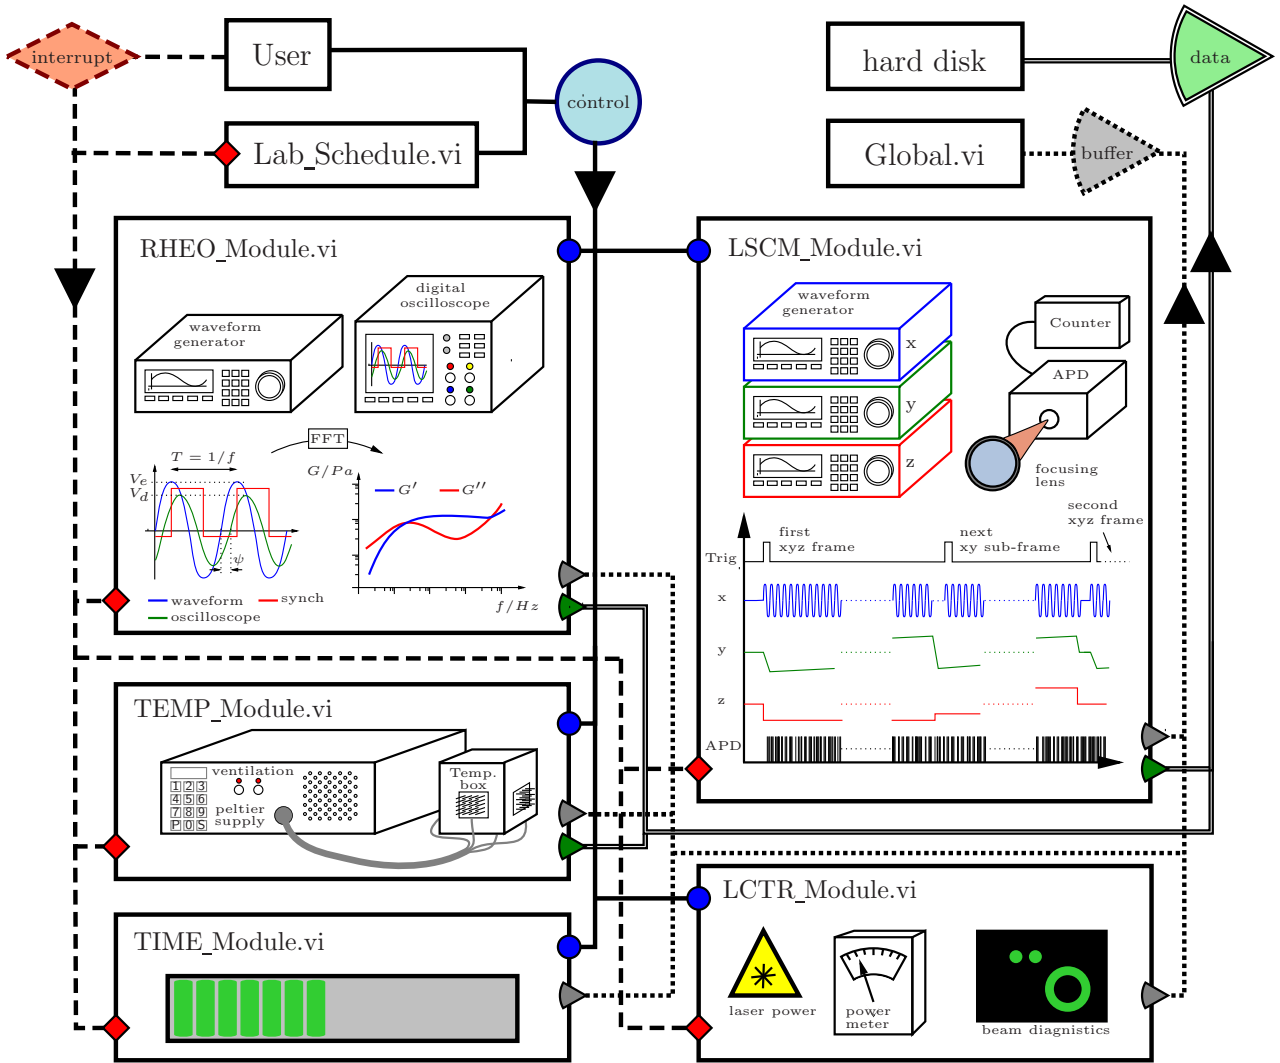 interrupt
User
control
hard disk
data
Lab_Schedule.vi
Global.vi
buffer
RHEO_Module.vi
digital
oscilloscope
waveform
generator
FFT
T = 1/f
V_e
V_d
ψ
G/Pa
G′
G′′
f/Hz
waveform
synch
oscilloscope
LSCM_Module.vi
waveform
generator
x
y
z
Counter
APD
focusing
lens
second
xyz frame
first
xyz frame
next
xy sub-frame
Trig
x
y
z
APD
TEMP_Module.vi
ventilation
1 2 3
4 5 6
7 8 9
P 0 S
peltier
supply
Temp.
box
LCTR_Module.vi
laser power
power
meter
beam diagnistics
TIME_Module.vi